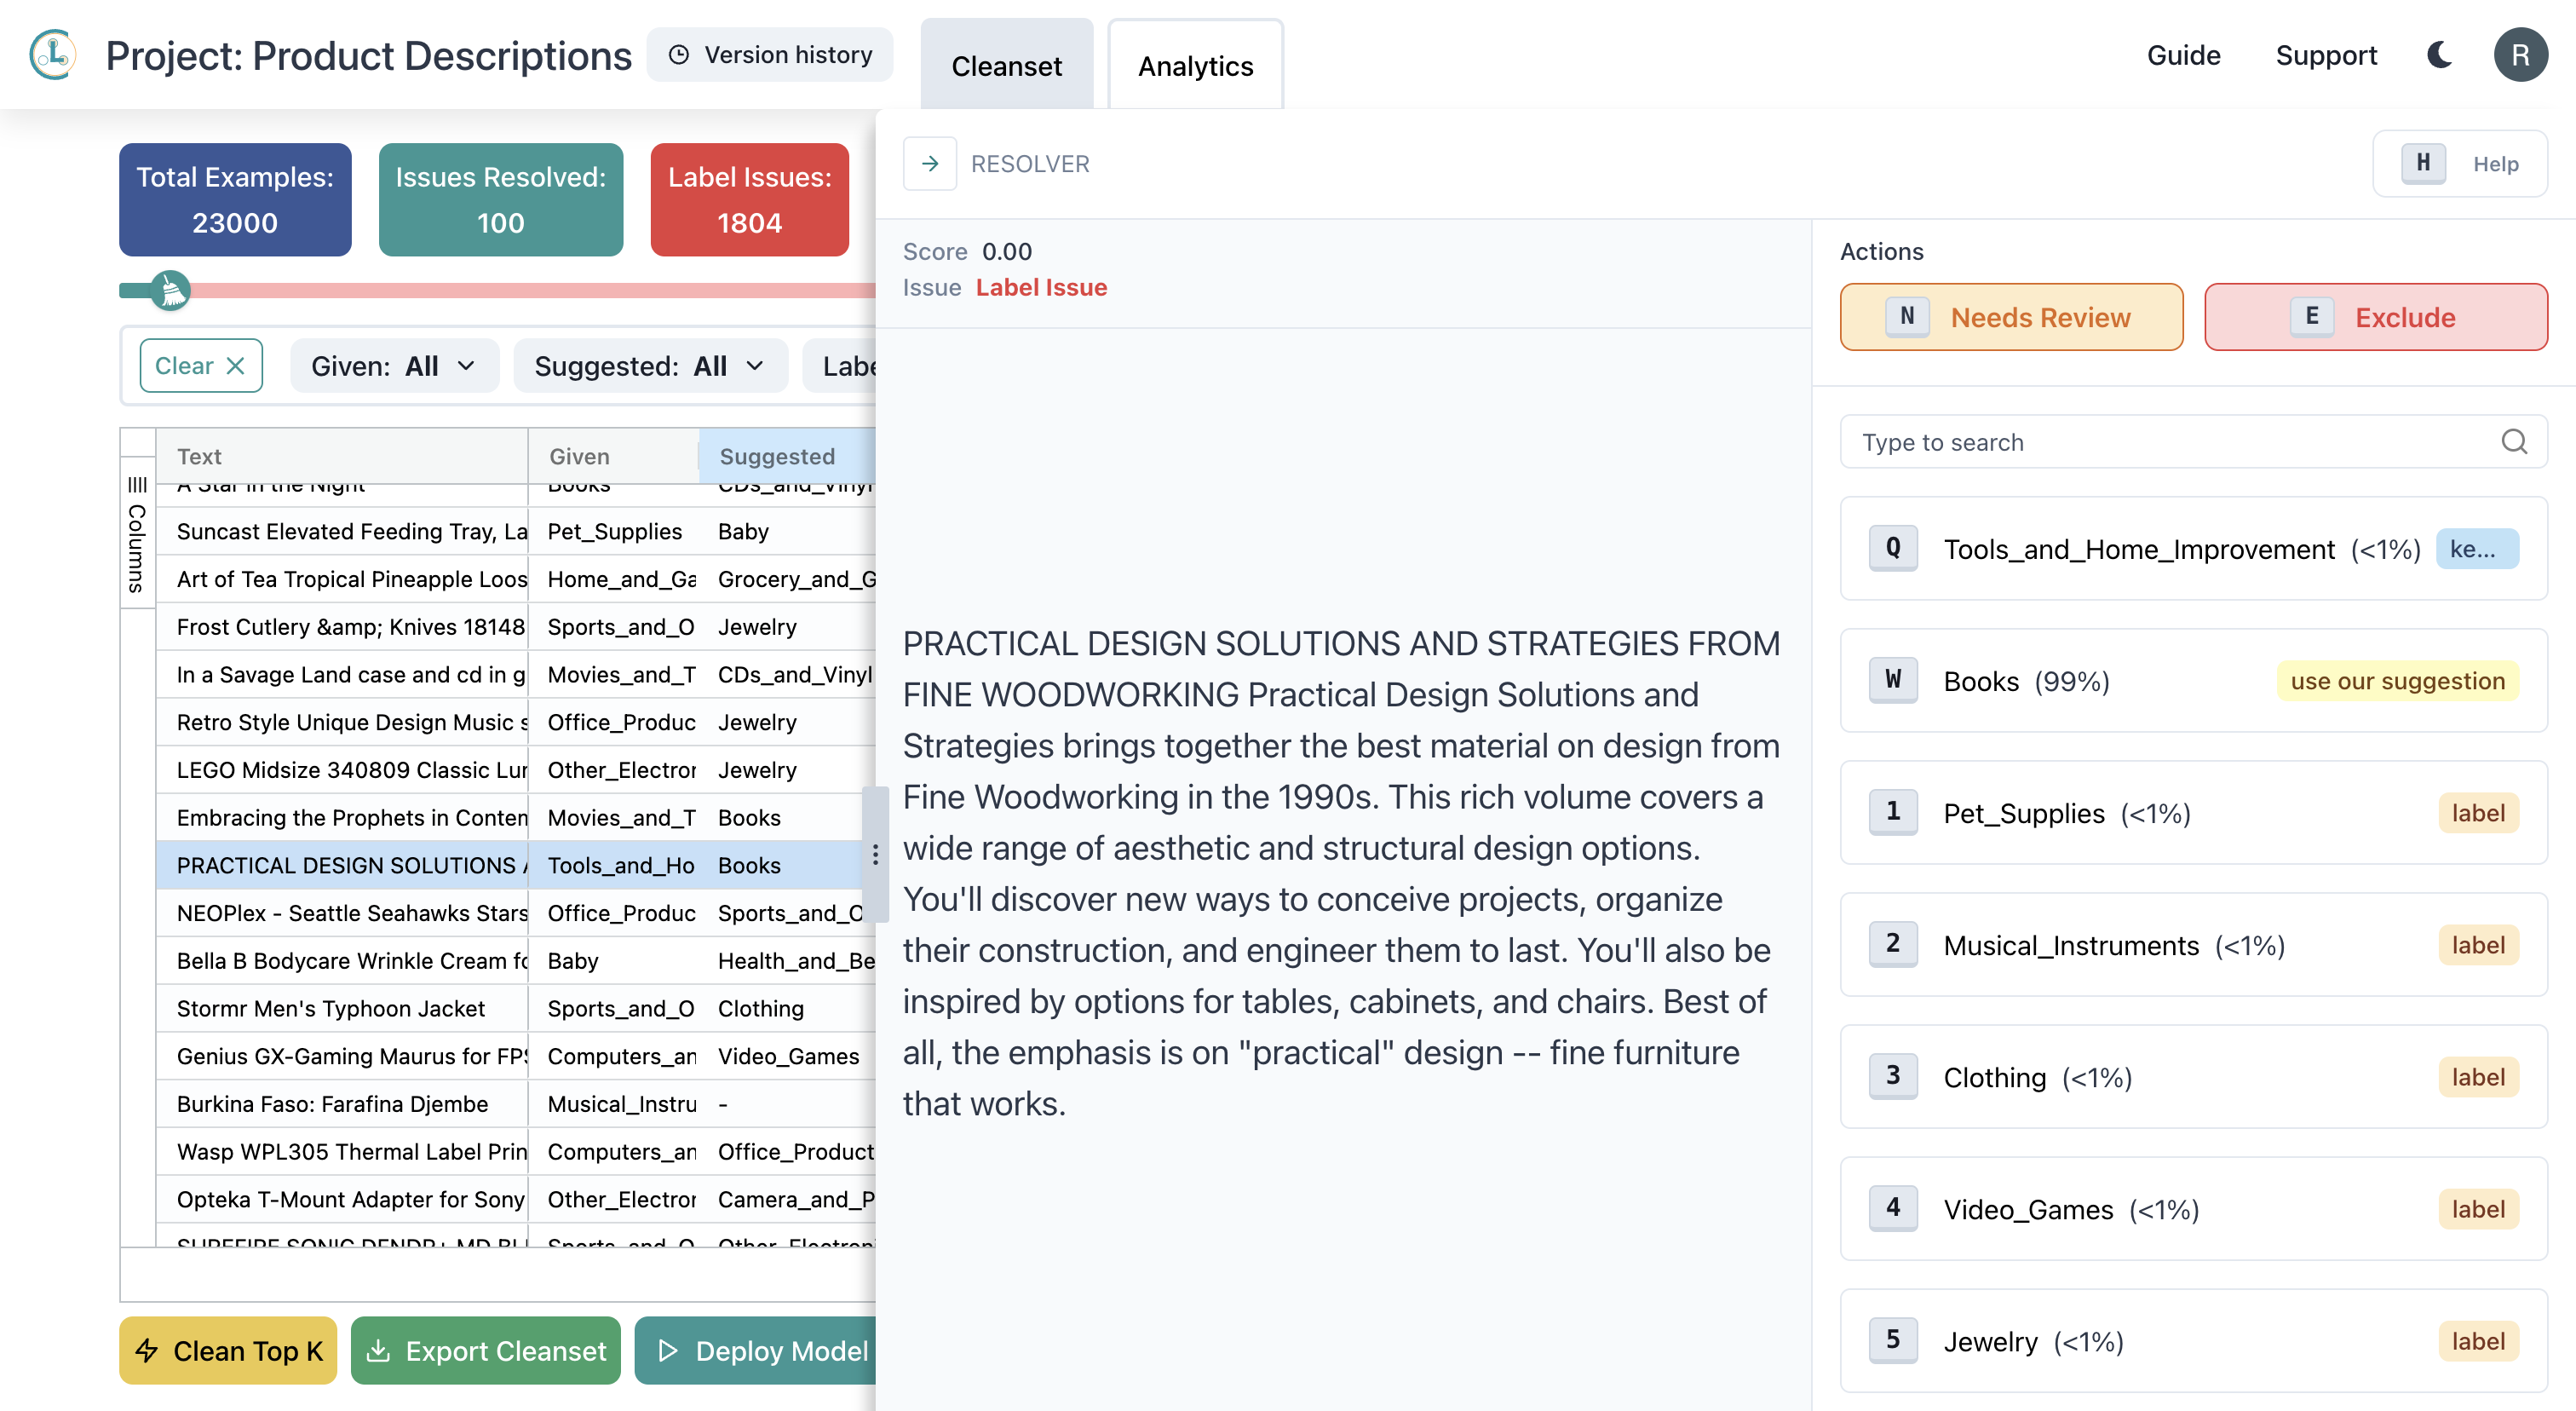 Project: Product Descriptions
Version history
Cleanset
Analytics
Guide
Support
R
Total Examples:
23000
Issues Resolved:
100
Label Issues:
1804
Clear
Given: All
Suggested: All
Labe
Columns
Text Given Suggested
A Star in the Night Books CDs_and_Vinyl
Suncast Elevated Feeding Tray, La Pet_Supplies Baby
Art of Tea Tropical Pineapple Loos Home_and_Ga Grocery_and_G
Frost Cutlery &amp; Knives 18148 Sports_and_O Jewelry
In a Savage Land case and cd in g Movies_and_T CDs_and_Vinyl
Retro Style Unique Design Music s Office_Produc Jewelry
LEGO Midsize 340809 Classic Lur Other_Electror Jewelry
Embracing the Prophets in Conten Movies_and_T Books
PRACTICAL DESIGN SOLUTIONS A Tools_and_Ho Books
NEOPlex - Seattle Seahawks Stars Office_Produc Sports_and_O
Bella B Bodycare Wrinkle Cream fo Baby Health_and_Be
Stormr Men's Typhoon Jacket Sports_and_O Clothing
Genius GX-Gaming Maurus for FPS Computers_an Video_Games
Burkina Faso: Farafina Djembe Musical_Instru -
Wasp WPL305 Thermal Label Prin Computers_an Office_Product
Opteka T-Mount Adapter for Sony Other_Electror Camera_and_P
SUREFIRE SONIC Sports_and_O Other_Electroni
Clean Top K
Export Cleanset
Deploy Model
RESOLVER
H Help
Score 0.00
Issue Label Issue
PRACTICAL DESIGN SOLUTIONS AND STRATEGIES FROM
FINE WOODWORKING Practical Design Solutions and
Strategies brings together the best material on design from
Fine Woodworking in the 1990s. This rich volume covers a
wide range of aesthetic and structural design options.
You'll discover new ways to conceive projects, organize
their construction, and engineer them to last. You'll also be
inspired by options for tables, cabinets, and chairs. Best of
all, the emphasis is on "practical" design -- fine furniture
that works.
Actions
N Needs Review
E Exclude
Type to search
Q Tools_and_Home_Improvement (<1%) ke...
W Books (99%) use our suggestion
1 Pet_Supplies (<1%) label
2 Musical_Instruments (<1%) label
3 Clothing (<1%) label
4 Video_Games (<1%) label
5 Jewelry (<1%) label